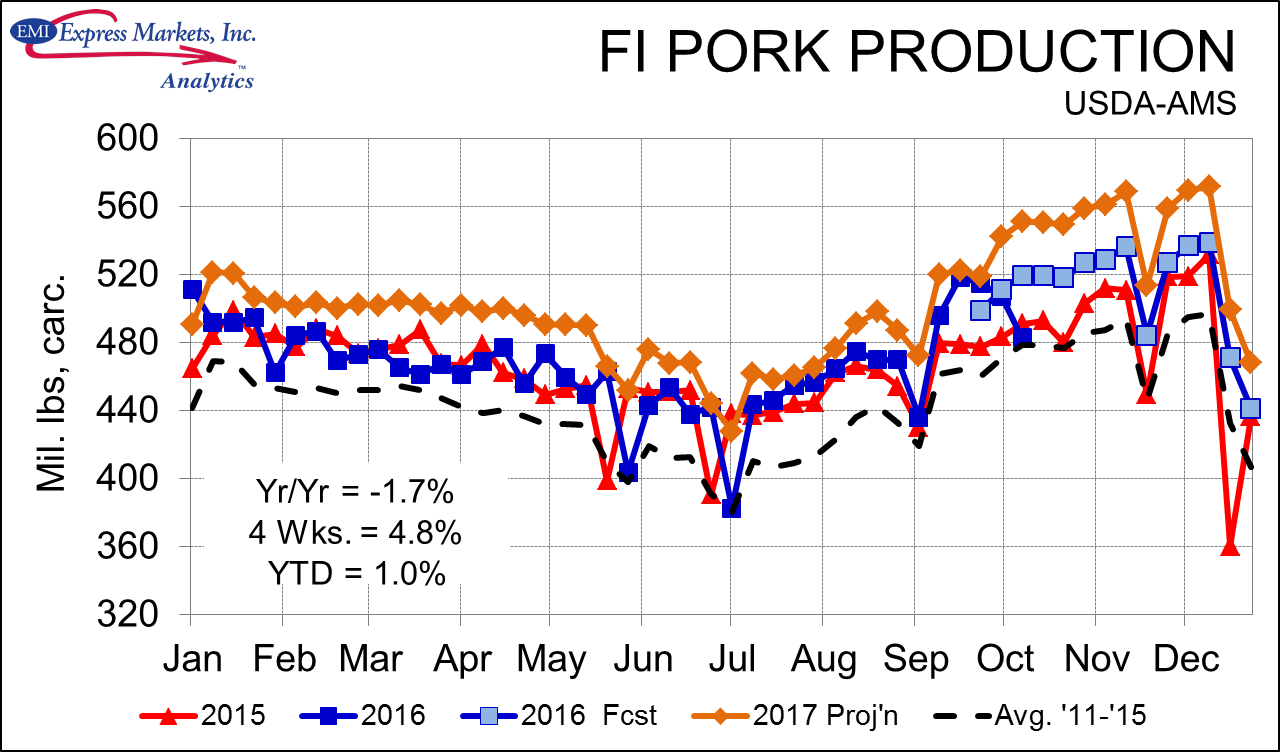 EMI Express Markets, Inc.
™
Analytics
FI PORK PRODUCTION
USDA-AMS
Mil. lbs, carc.
600
560
520
480
440
400
360
320
Yr/Yr = -1.7%
4 Wks. = 4.8%
YTD = 1.0%
Jan Feb Mar Apr May Jun Jul Aug Sep Oct Nov Dec
2015 2016 2016 Fcst 2017 Proj'n Avg. '11-'15